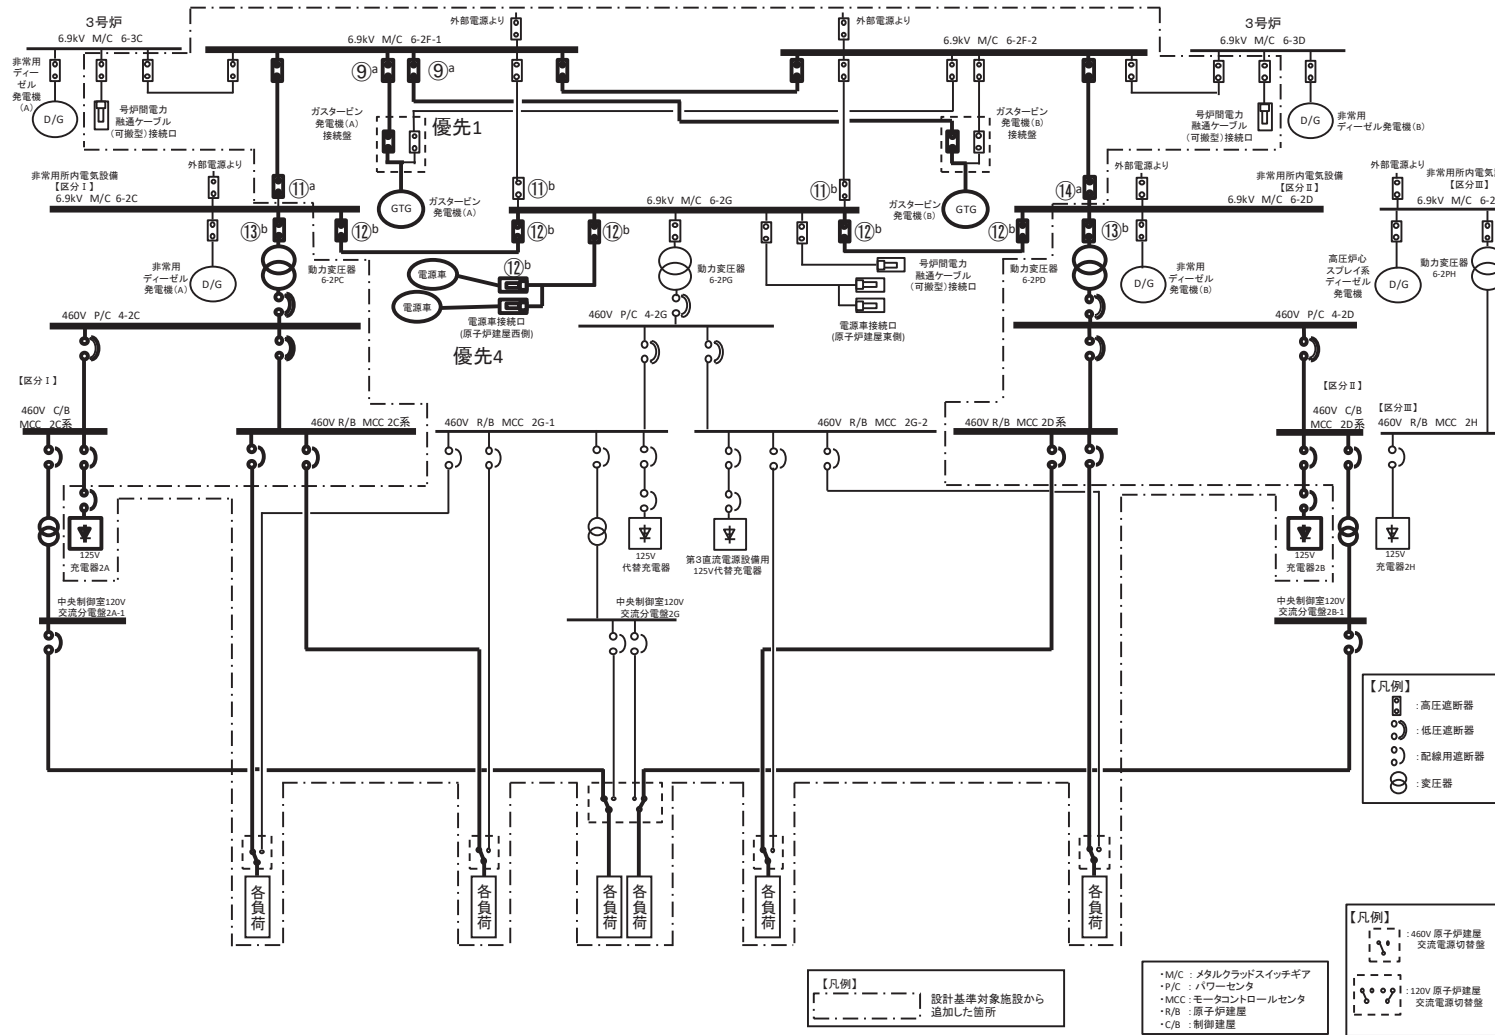 3号炉
6.9kV M/C 6-3C
外部電源より
6.9kV M/C 6-2F-1
外部電源より
6.9kV M/C 6-2F-2
3号炉
6.9kV M/C 6-3D
非常用
ディー
ゼル
発電機
(A)
D/G
号炉間電力
融通ケーブル
(可搬型)接続口
⑨a
⑨a
ガスタービン
発電機(A)
接続盤
優先1
ガスタービン
発電機(B)
接続盤
号炉間電力
融通ケーブル
(可搬型)接続口
D/G
非常用
ディーゼル発電機(B)
非常用所内電気設備
【区分Ⅰ】
6.9kV M/C 6-2C
外部電源より
⑪a
GTG
ガスタービン
発電機(A)
⑪b
6.9kV M/C 6-2G
⑪b
ガスタービン
発電機(B)
GTG
⑭a
外部電源より
非常用所内電気設備
【区分Ⅱ】
6.9kV M/C 6-2D
外部電源より
非常用所内電気
【区分Ⅲ】
6.9kV M/C 6-2
⑬b
⑫b
⑫b
⑫b
⑫b
⑫b
⑬b
非常用
ディーゼル
発電機(A)
D/G
動力変圧器
6-2PC
電源車
電源車
⑫b
電源車接続口
(原子炉建屋西側)
優先4
動力変圧器
6-2PG
号炉間電力
融通ケーブル
(可搬型)接続口
電源車接続口
(原子炉建屋東側)
動力変圧器
6-2PD
D/G
非常用
ディーゼル
発電機(B)
高圧炉心
スプレイ系
ディーゼル
発電機
D/G
動力変圧器
6-2PH
460V P/C 4-2C
460V P/C 4-2G
460V P/C 4-2D
【区分Ⅰ】
460V C/B
MCC 2C系
460V R/B MCC 2C系
460V R/B MCC 2G-1
460V R/B MCC 2G-2
460V R/B MCC 2D系
【区分Ⅱ】
460V C/B
MCC 2D系
【区分Ⅲ】
460V R/B MCC 2H
125V
充電器2A
125V
代替充電器
第3直流電源設備用
125V代替充電器
125V
充電器2B
125V
充電器2H
中央制御室120V
交流分電盤2A-1
中央制御室120V
交流分電盤2G
中央制御室120V
交流分電盤2B-1
各負荷
各負荷
各負荷
各負荷
各負荷
各負荷
【凡例】
:高圧遮断器
:低圧遮断器
:配線用遮断器
:変圧器
【凡例】
:460V 原子炉建屋
交流電源切替盤
:120V 原子炉建屋
交流電源切替盤
【凡例】
設計基準対象施設から
追加した箇所
・M/C :メタルクラッドスイッチギア
・P/C :パワーセンタ
・MCC:モータコントロールセンタ
・R/B :原子炉建屋
・C/B :制御建屋